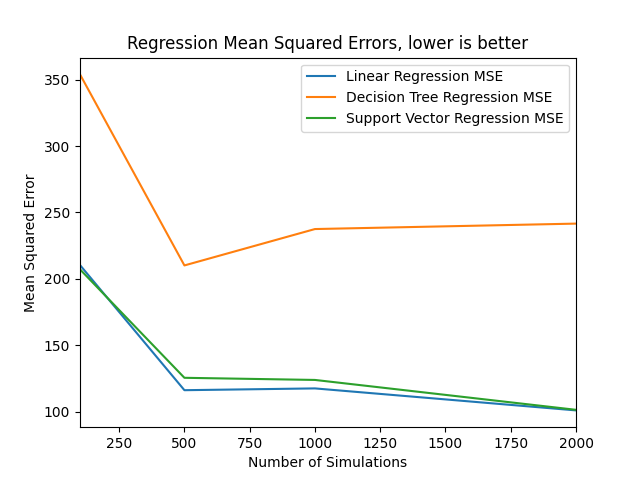 Regression Mean Squared Errors, lower is better
Linear Regression MSE
Decision Tree Regression MSE
Support Vector Regression MSE
Mean Squared Error
350
300
250
200
150
100
250 500 750 1000 1250 1500 1750 2000
Number of Simulations